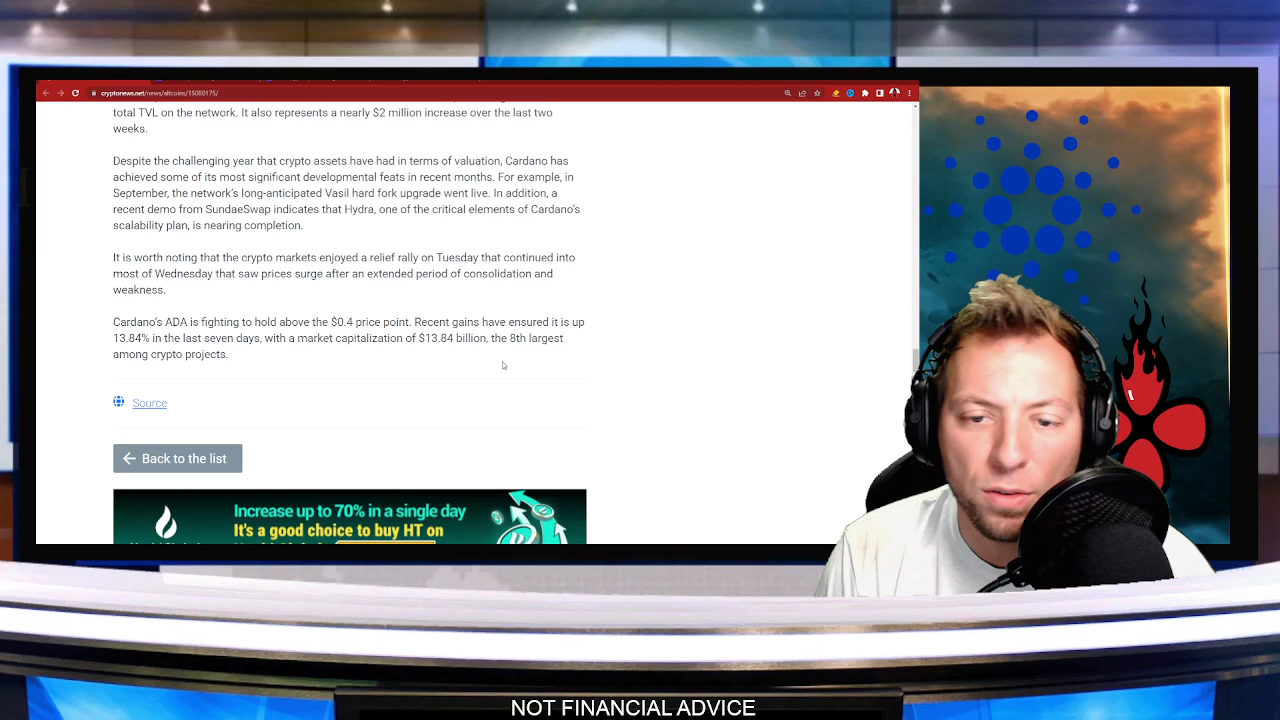 cryptonews.net/news/altcoins/15080175/
total TVL on the network. It also represents a nearly $2 million increase over the last two
weeks.
Despite the challenging year that crypto assets have had in terms of valuation, Cardano has
achieved some of its most significant developmental feats in recent months. For example, in
September, the network's long-anticipated Vasil hard fork upgrade went live. In addition, a
recent demo from SundaeSwap indicates that Hydra, one of the critical elements of Cardano's
scalability plan, is nearing completion.
It is worth noting that the crypto markets enjoyed a relief rally on Tuesday that continued into
most of Wednesday that saw prices surge after an extended period of consolidation and
weakness.
Cardano's ADA is fighting to hold above the $0.4 price point. Recent gains have ensured it is up
13.84% in the last seven days, with a market capitalization of $13.84 billion, the 8th largest
among crypto projects.
Source
Back to the list
Increase up to 70% in a single day
It's a good choice to buy HT on
NOT FINANCIAL ADVICE